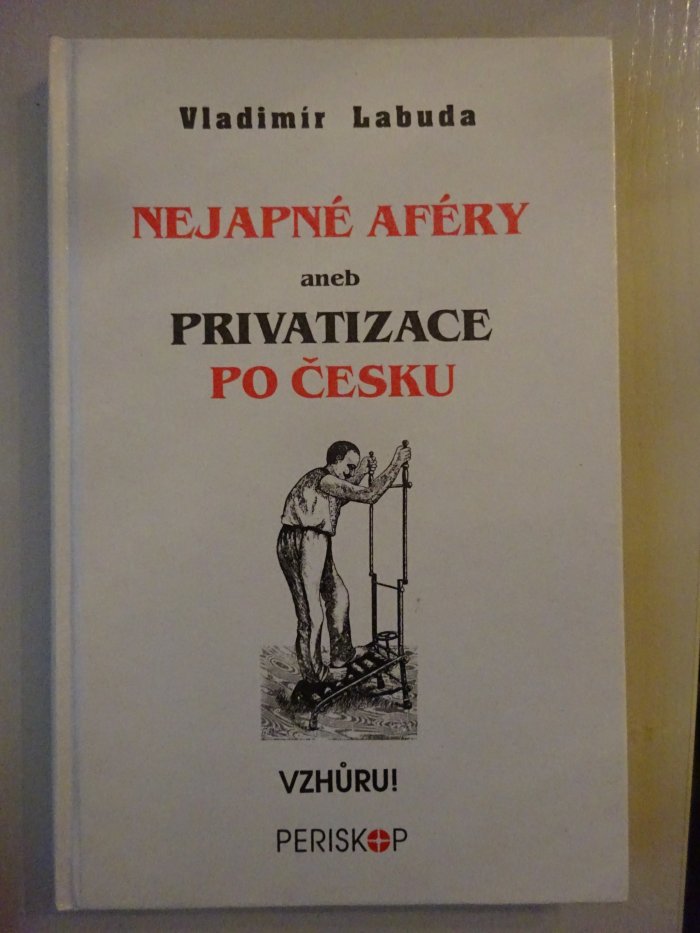 Vladimír Labuda
NEJAPNÉ AFÉRY
aneb
PRIVATIZACE
PO ČESKU
VZHŮRU!
PERISKOP